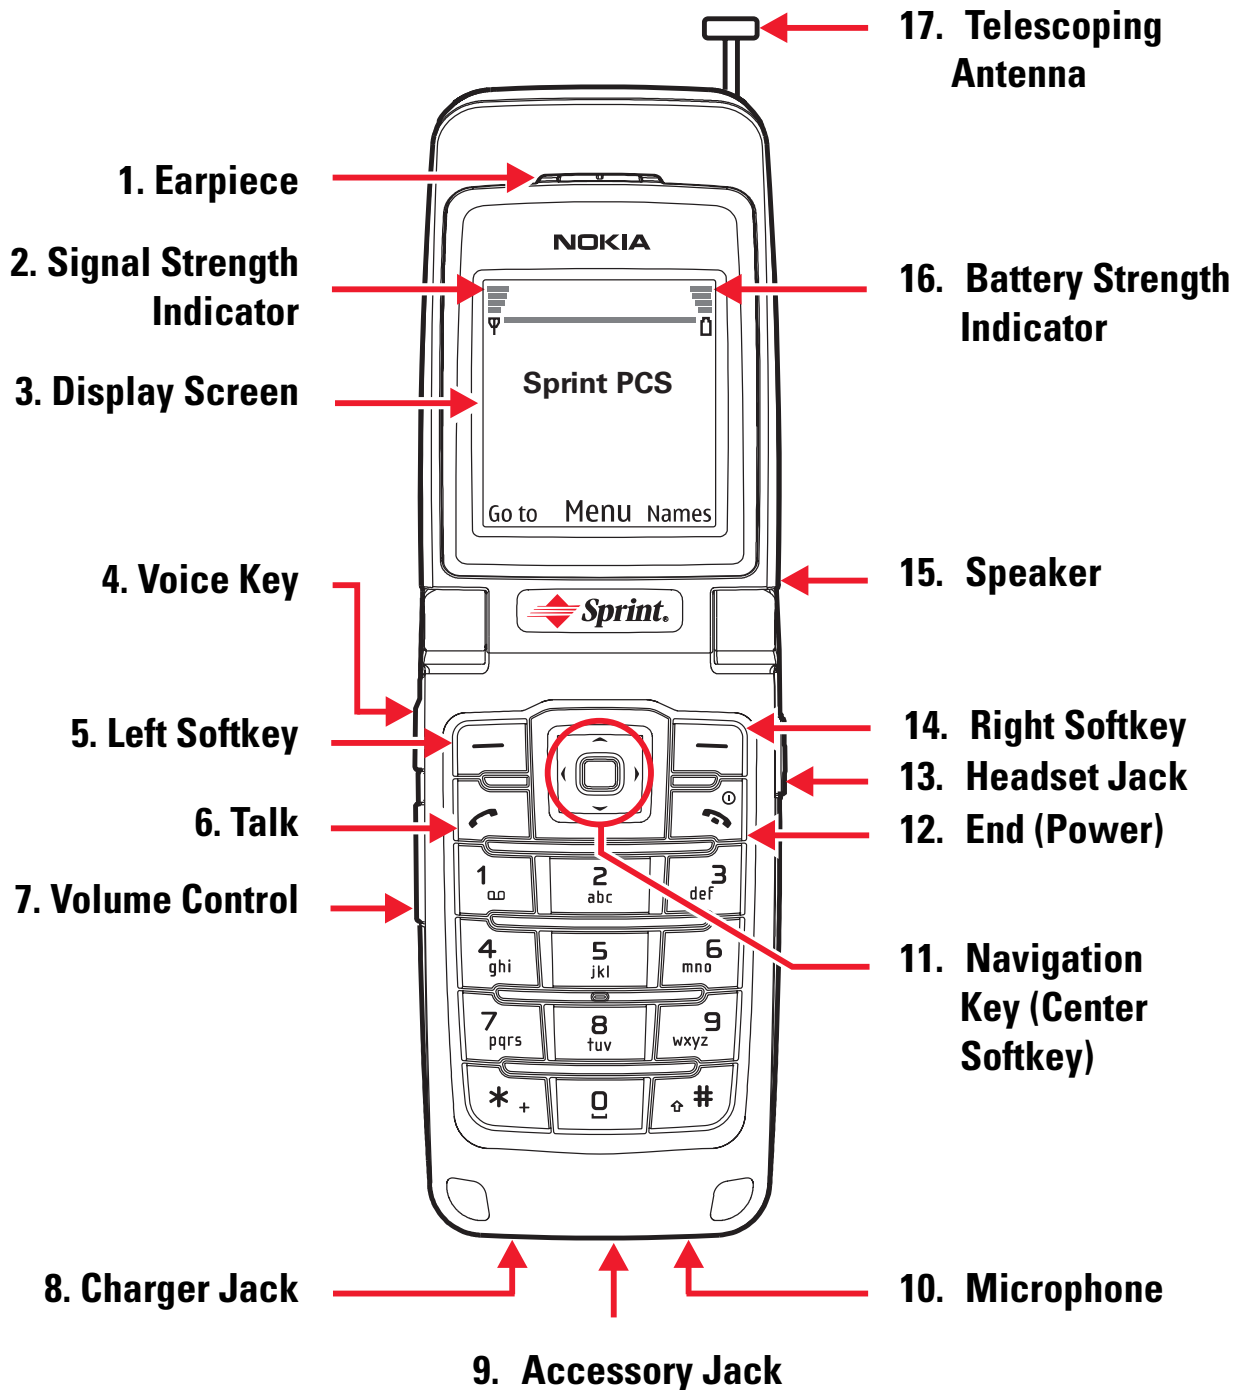 17. Telescoping
Antenna
1. Earpiece
NOKIA
2. Signal Strength
Indicator
16. Battery Strength
Indicator
3. Display Screen
Sprint PCS
Go to Menu Names
4. Voice Key
15. Speaker
Sprint.
5. Left Softkey
14. Right Softkey
13. Headset Jack
6. Talk
12. End (Power)
1 2 3
abc def
7. Volume Control
4 5 6
ghi jkl mno
11. Navigation
Key (Center
Softkey)
7 8 9
pqrs tuv wxyz
* + 0 #
8. Charger Jack
10. Microphone
9. Accessory Jack